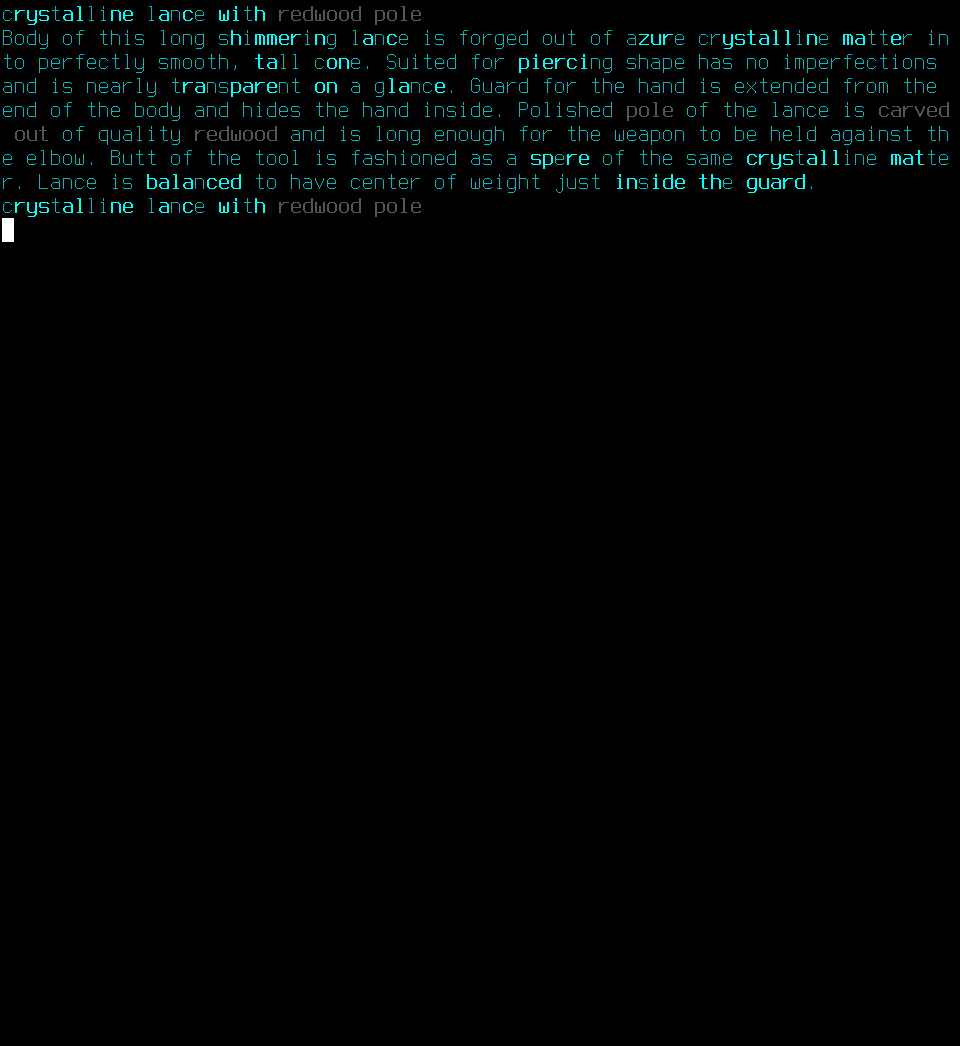 crystalline lance with redwood pole
Body of this long shimmering lance is forged out of azure crystalline matter in
to perfectly smooth, tall cone. Suited for piercing shape has no imperfections
and is nearly transparent on a glance. Guard for the hand is extended from the
end of the body and hides the hand inside. Polished pole of the lance is carved
 out of quality redwood and is long enough for the weapon to be held against th
e elbow. Butt of the tool is fashioned as a spere of the same crystalline matte
r. Lance is balanced to have center of weight just inside the guard.
crystalline lance with redwood pole